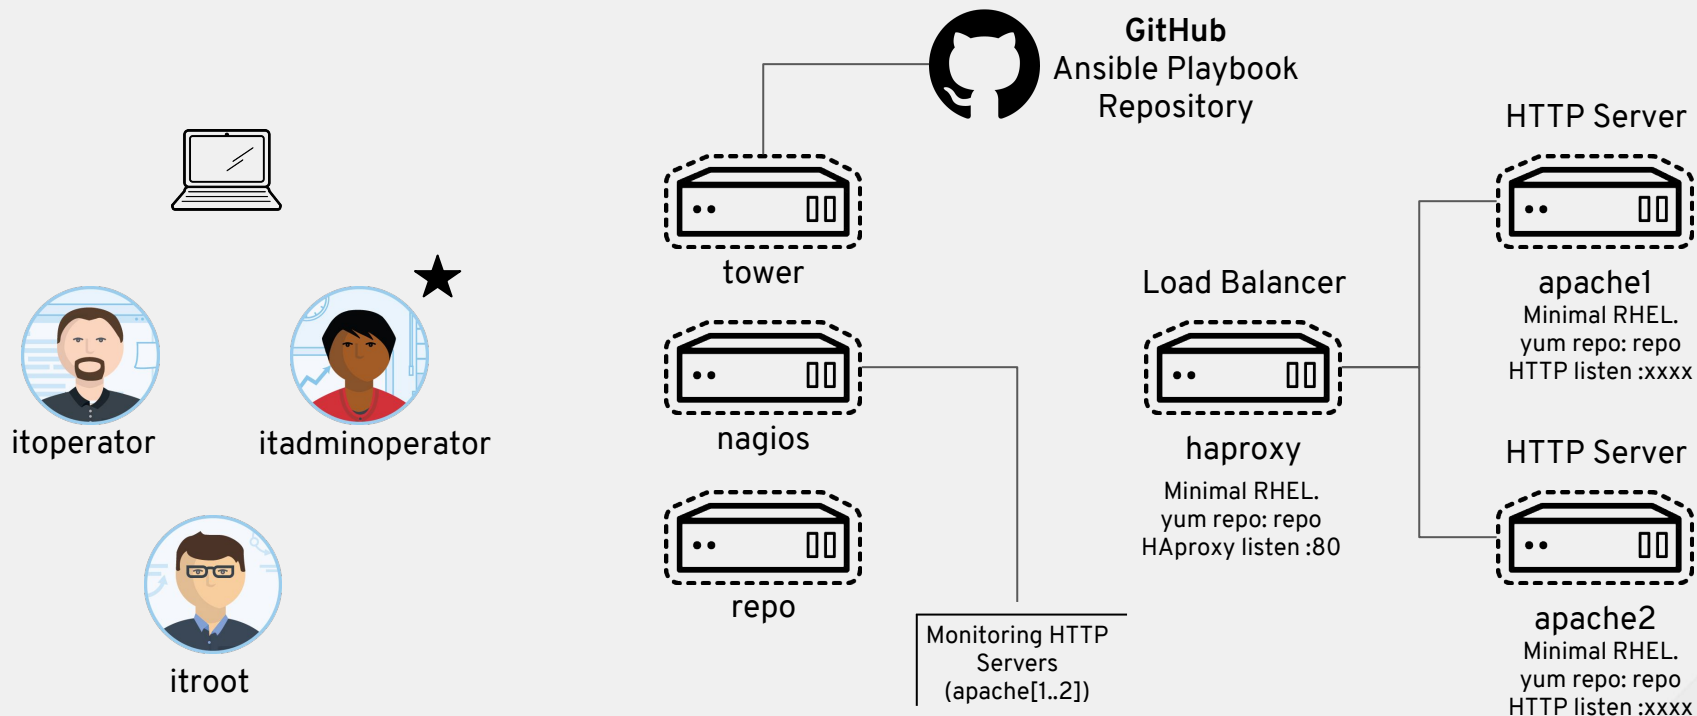 GitHub
Ansible Playbook
Repository
HTTP Server
tower
Load Balancer
apache1
Minimal RHEL.
yum repo: repo
HTTP listen :xxxx
itoperator
itadminoperator
nagios
haproxy
Minimal RHEL.
yum repo: repo
HAproxy listen :80
HTTP Server
repo
apache2
Minimal RHEL.
yum repo: repo
HTTP listen :xxxx
Monitoring HTTP
Servers
(apache[1..2])
itroot